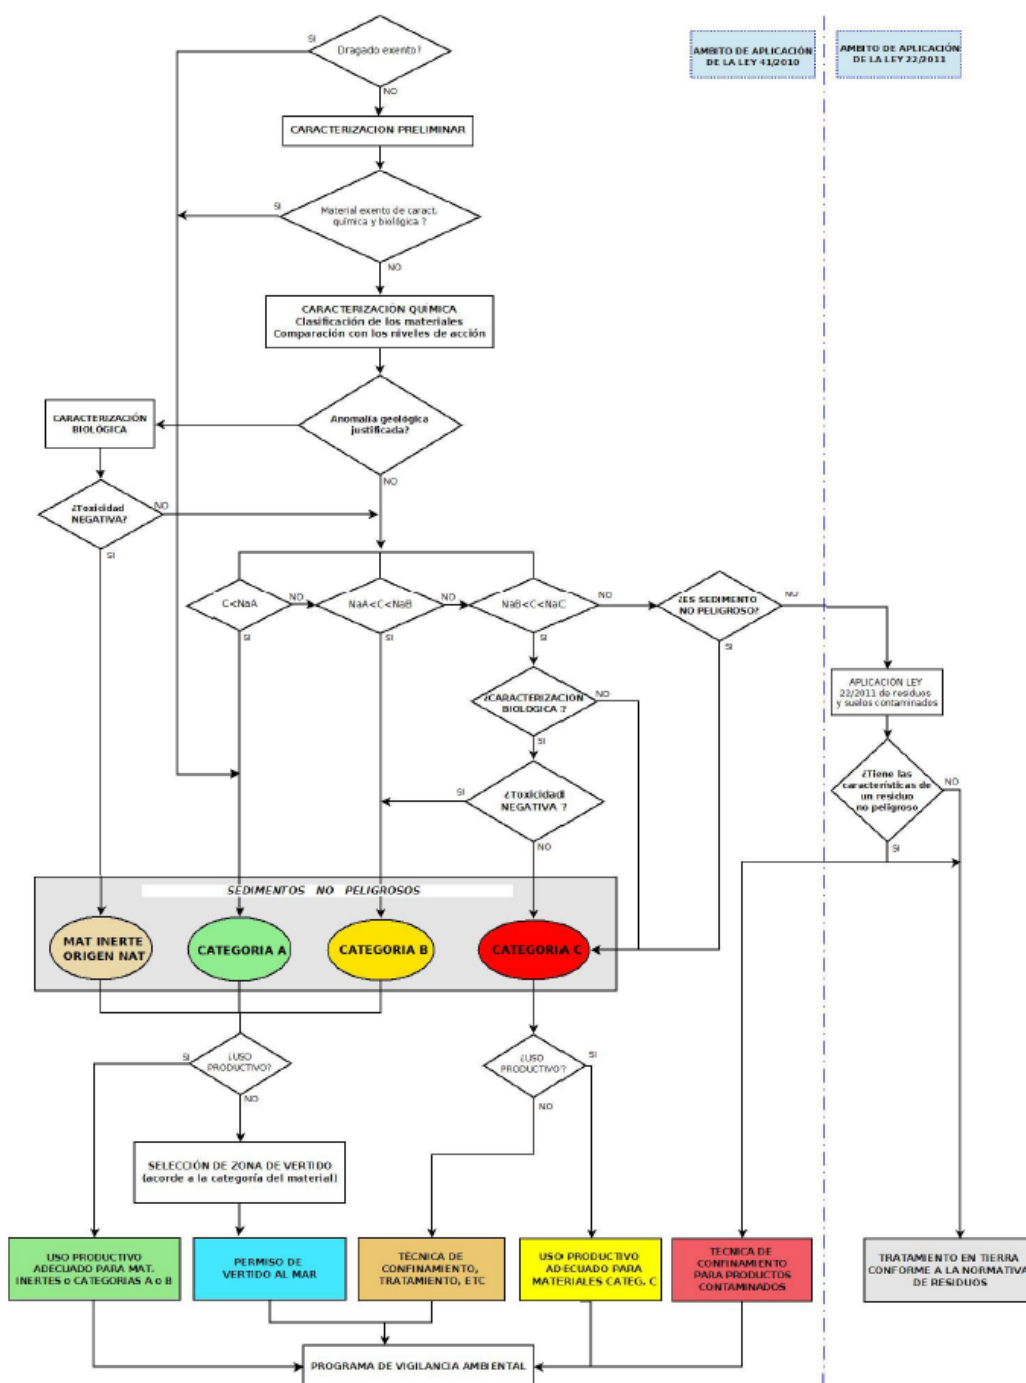 SI
Dragado exento?
AMBITO DE APLICACIÓN
DE LA LEY 41/2010
AMBITO DE APLICACIÓN
DE LA LEY 22/2011
NO
CARACTERIZACION PRELIMINAR
SI
Material exento de caract.
química y biológica ?
NO
CARACTERIZACIÓN QUÍMICA
Clasificación de los materiales
Comparación con los niveles de acción
CARACTERIZACIÓN
BIOLÓGICA
Anomalía geológica
justificada?
NO
¿Toxicidad
NEGATIVA?
NO
SI
C<NaA
NO
NaA<C<NaB
NO
NaB<C<NaC
NO
¿ES SEDIMENTO
NO PELIGROSO?
NO
SI
SI
SI
SI
¿CARACTERIZACION
BIOLOGICA ?
NO
APLICACIÓN LEY
22/2011 de residuos
y suelos contaminados
SI
SI
¿Toxicidad
NEGATIVA ?
NO
¿Tiene las
características de
un residuo
no peligroso
NO
SI
SEDIMENTOS NO PELIGROSOS
MAT INERTE
ORIGEN NAT
CATEGORIA A
CATEGORIA B
CATEGORIA C
SI
¿USO
PRODUCTIVO?
NO
¿USO
PRODUCTIVO?
SI
NO
SELECCIÓN DE ZONA DE VERTIDO
(acorde a la categoría del material)
USO PRODUCTIVO
ADECUADO PARA MAT.
INERTES o CATEGORIAS A o B
PERMISO DE
VERTIDO AL MAR
TÉCNICA DE
CONFINAMIENTO,
TRATAMIENTO, ETC
USO PRODUCTIVO
ADECUADO PARA
MATERIALES CATEG. C
TECNICA DE
CONFINAMIENTO
PARA PRODUCTOS
CONTAMINADOS
TRATAMIENTO EN TIERRA
CONFORME A LA NORMATIVA
DE RESIDUOS
PROGRAMA DE VIGILANCIA AMBIENTAL